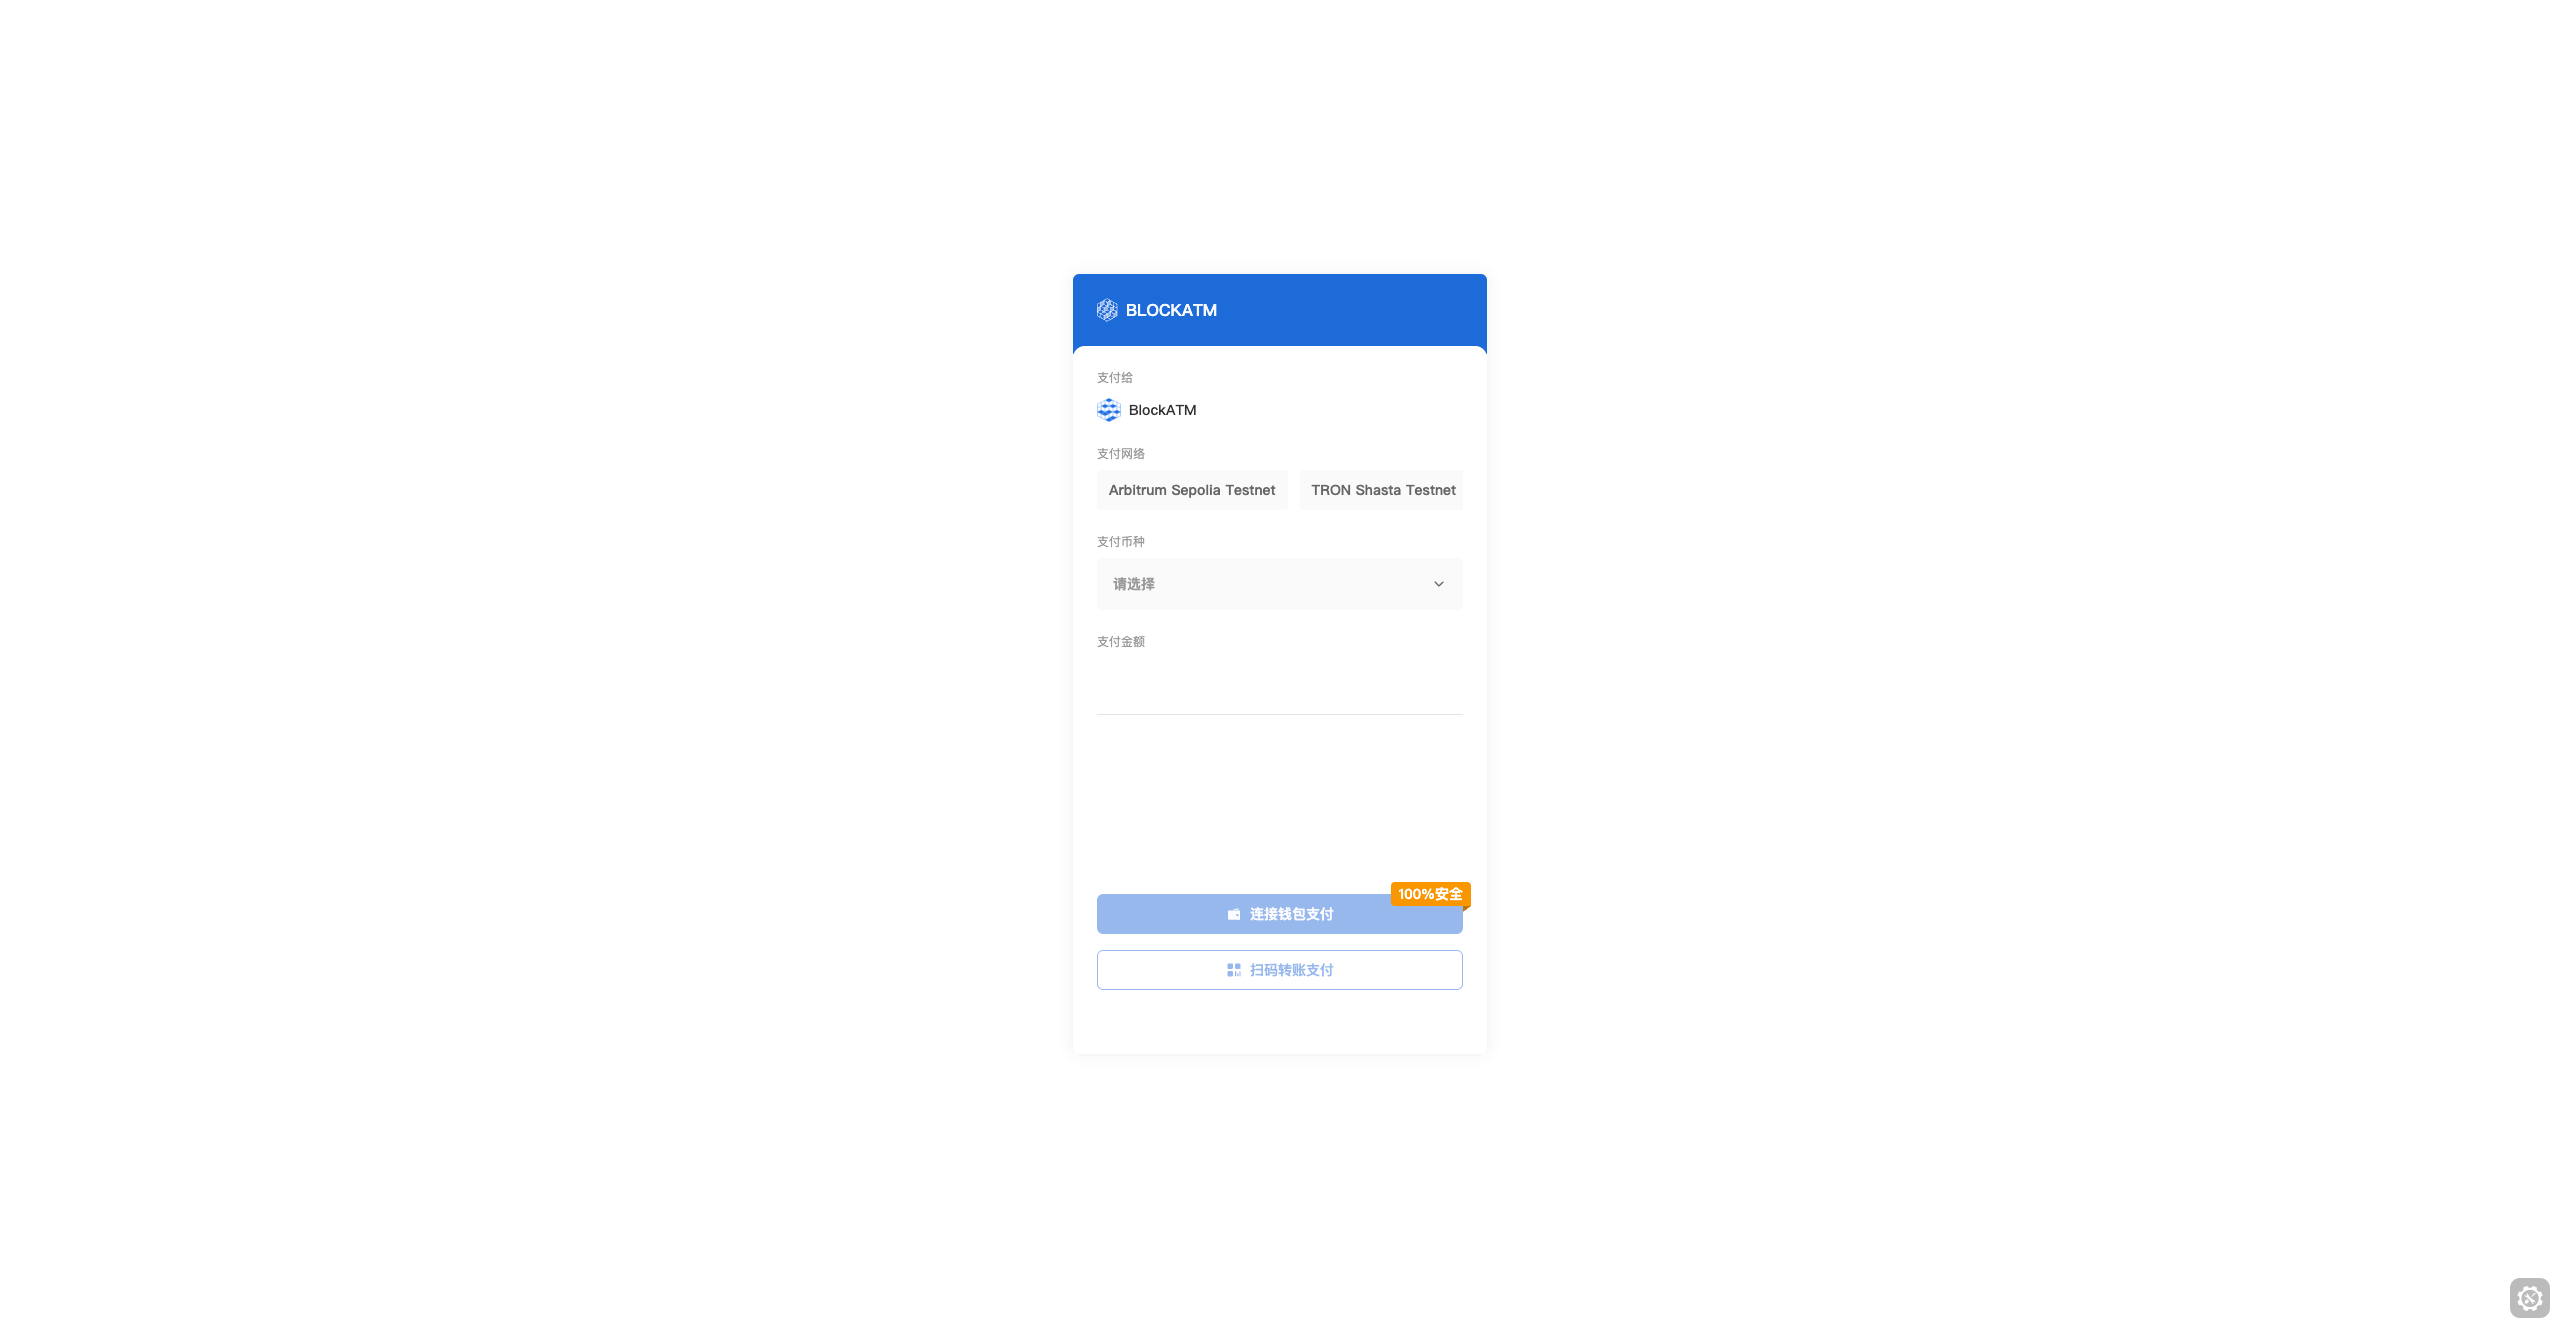 BLOCKATM
支付给
BlockATM
支付网络
Arbitrum Sepolia Testnet
TRON Shasta Testnet
支付币种
请选择
支付金额
100%安全
连接钱包支付
扫码转账支付